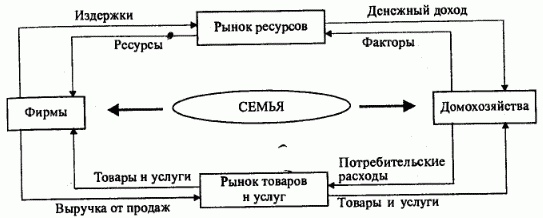 Издержки
Рынок ресурсов
Денежный доход
Ресурсы
Факторы
Фирмы
СЕМЬЯ
Домохозяйства
Товары н услуги
Рынок товаров
н услуг
Потребительские
расходы
Выручка от продаж
Товары и услуги